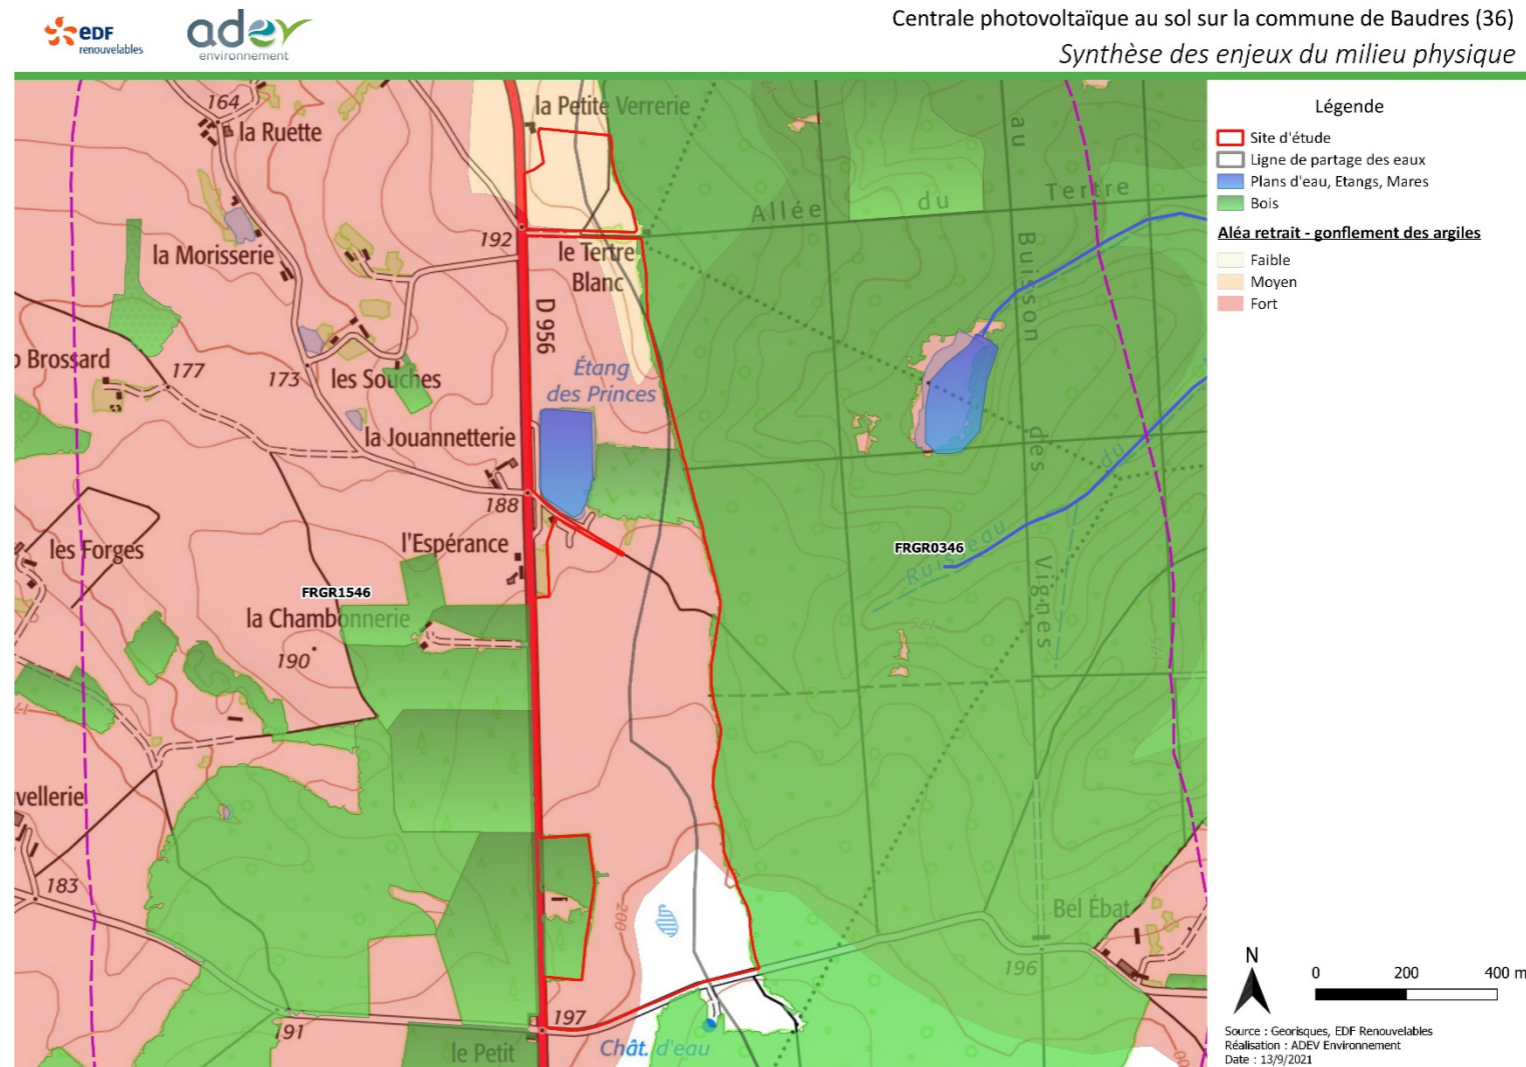 edf
renouvelables
adev
environnement
Centrale photovoltaïque au sol sur la commune de Baudres (36)
Synthèse des enjeux du milieu physique
Légende
Site d'étude
Ligne de partage des eaux
Plans d'eau, Etangs, Mares
Bois
Aléa retrait - gonflement des argiles
Faible
Moyen
Fort
164
la Ruette
la Petite Verrerie
Allée du Tertre
au Buisson des Vignes
192
la Morisserie
le Tertre
Blanc
D 956
Brossard
177
173
les Souches
Étang
des Princes
la Jouannetterie
188
l'Espérance
les Forges
FRGR1546
FRGR0346
Ruisseau du
la Chambonnerie
190
175
175
vellerie
183
200
Bel Ébat
196
197
191
le Petit
Chât. d'eau
N
0 200 400 m
Source : Georisques, EDF Renouvelables
Réalisation : ADEV Environnement
Date : 13/9/2021